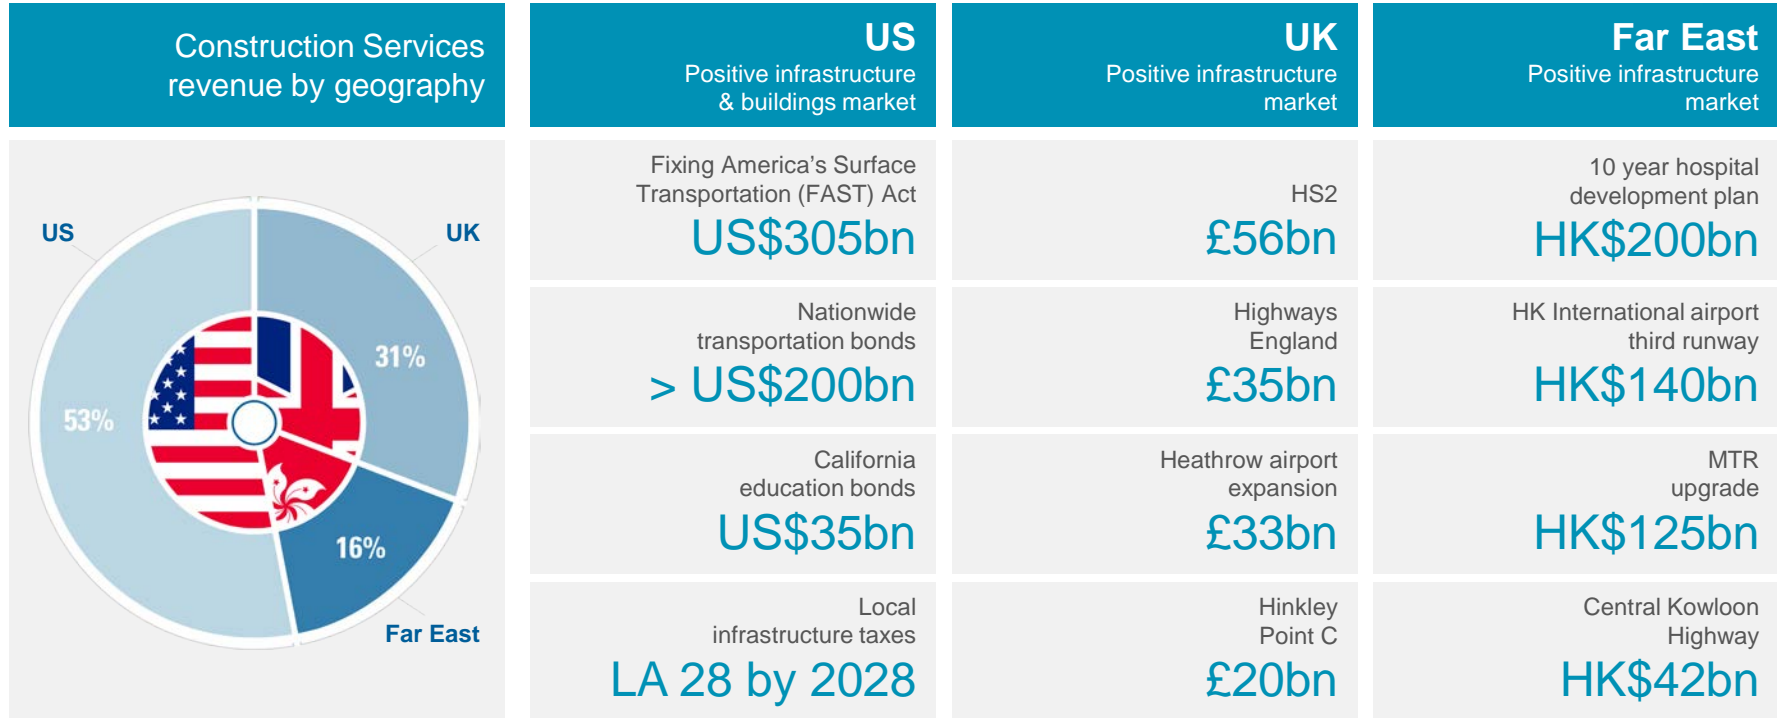 Construction Services
revenue by geography
US
UK
31%
53%
16%
Far East
US
Positive infrastructure
& buildings market
Fixing America's Surface
Transportation (FAST) Act
US$305bn
Nationwide
transportation bonds
> US$200bn
California
education bonds
US$35bn
Local
infrastructure taxes
LA 28 by 2028
UK
Positive infrastructure
market
HS2
£56bn
Highways
England
£35bn
Heathrow airport
expansion
£33bn
Hinkley
Point C
£20bn
Far East
Positive infrastructure
market
10 year hospital
development plan
HK$200bn
HK International airport
third runway
HK$140bn
MTR
upgrade
HK$125bn
Central Kowloon
Highway
HK$42bn